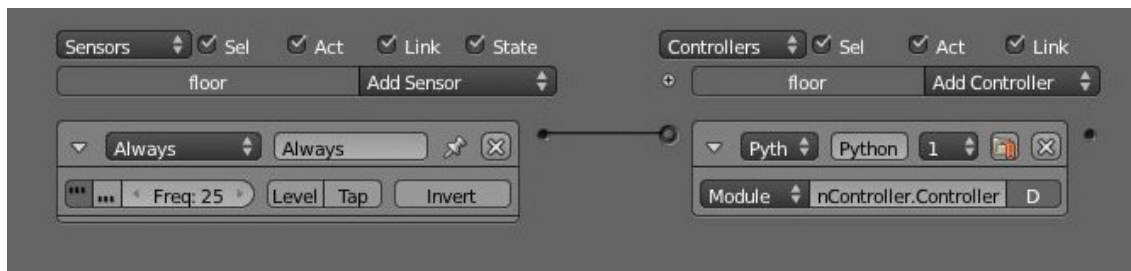 Sensors Sel Act Link State
Controllers Sel Act Link
floor Add Sensor
floor Add Controller
Always Always
Pyth Python 1
Freq: 25 Level Tap Invert
Module nController.Controller D